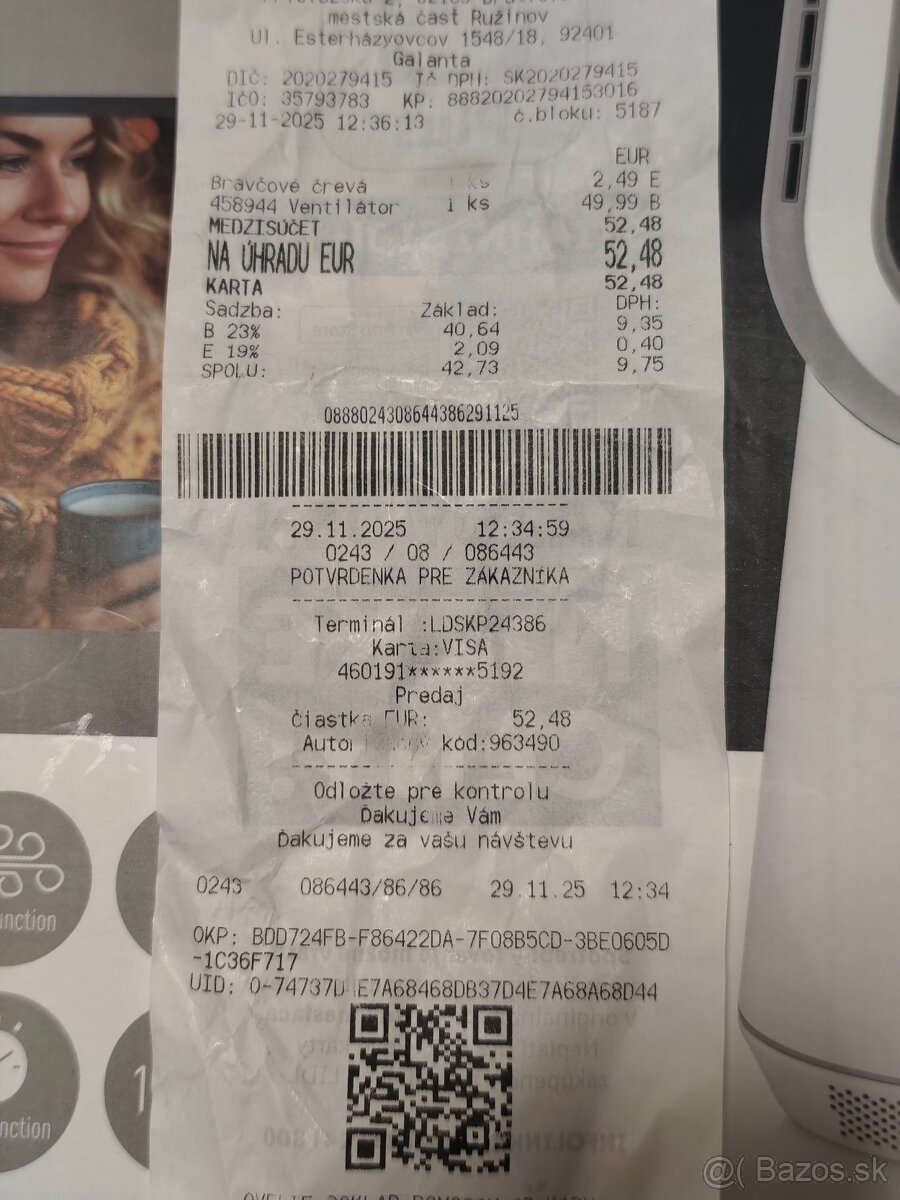 mestská časť Ružinov
Ul. Esterházyovcov 1548/18, 92401
Galanta
DIČ: 2020279415 IČ DPH: SK2020279415
IČO: 35793783 KP: 88820202794153016
29-11-2025 12:36:13 č.bloku: 5187
EUR
Bravčové črevá ks 2,49 E
458944 Ventilátor 1 ks 49,99 B
MEDZISÚČET 52,48
NA ÚHRADU EUR 52,48
KARTA 52,48
Sadzba: Základ: DPH:
B 23% 40,64 9,35
E 19% 2,09 0,40
SPOLU: 42,73 9,75
0888024308644386291125
29.11.2025 12:34:59
0243 / 08 / 086443
POTVRDENKA PRE ZÁKAZNÍKA
Terminál :LDSKP24386
Karta:VISA
460191******5192
Predaj
Čiastka EUR: 52,48
kód:963490
Odložte pre kontrolu
Ďakujeme Vám
Ďakujeme za vašu návštevu
0243 086443/86/86 29.11.25 12:34
OKP: BDD724FB-F86422DA-7F08B5CD-3BE0605D
-1C36F717
UID: 0-74737D E7A68468DB37D4E7A68A68D44
nction
nction
@( Bazos.sk